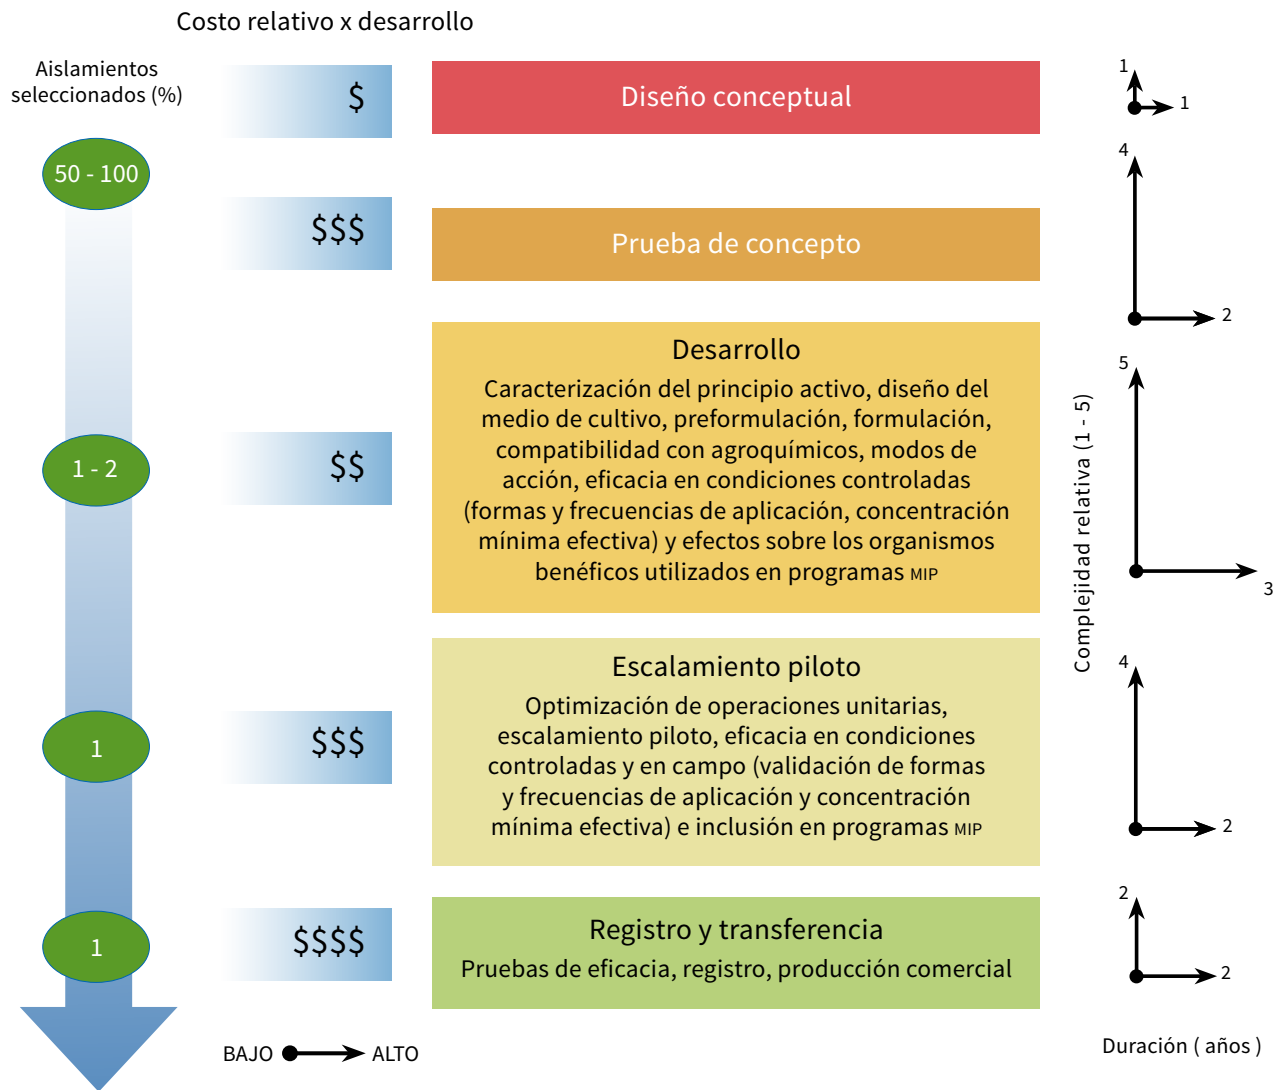 Costo relativo x desarrollo
Aislamientos
seleccionados (%)
$
Diseño conceptual
1
1
50 - 100
$$$
Prueba de concepto
4
2
1 - 2
$$
Desarrollo
Caracterización del principio activo, diseño del
medio de cultivo, preformulación, formulación,
compatibilidad con agroquímicos, modos de
acción, eficacia en condiciones controladas
(formas y frecuencias de aplicación, concentración
mínima efectiva) y efectos sobre los organismos
benéficos utilizados en programas MIP
5
3
Complejidad relativa (1 - 5)
1
$$$
Escalamiento piloto
Optimización de operaciones unitarias,
escalamiento piloto, eficacia en condiciones
controladas y en campo (validación de formas
y frecuencias de aplicación y concentración
mínima efectiva) e inclusión en programas MIP
4
2
1
$$$$
Registro y transferencia
Pruebas de eficacia, registro, producción comercial
2
2
BAJO ALTO
Duración ( años )